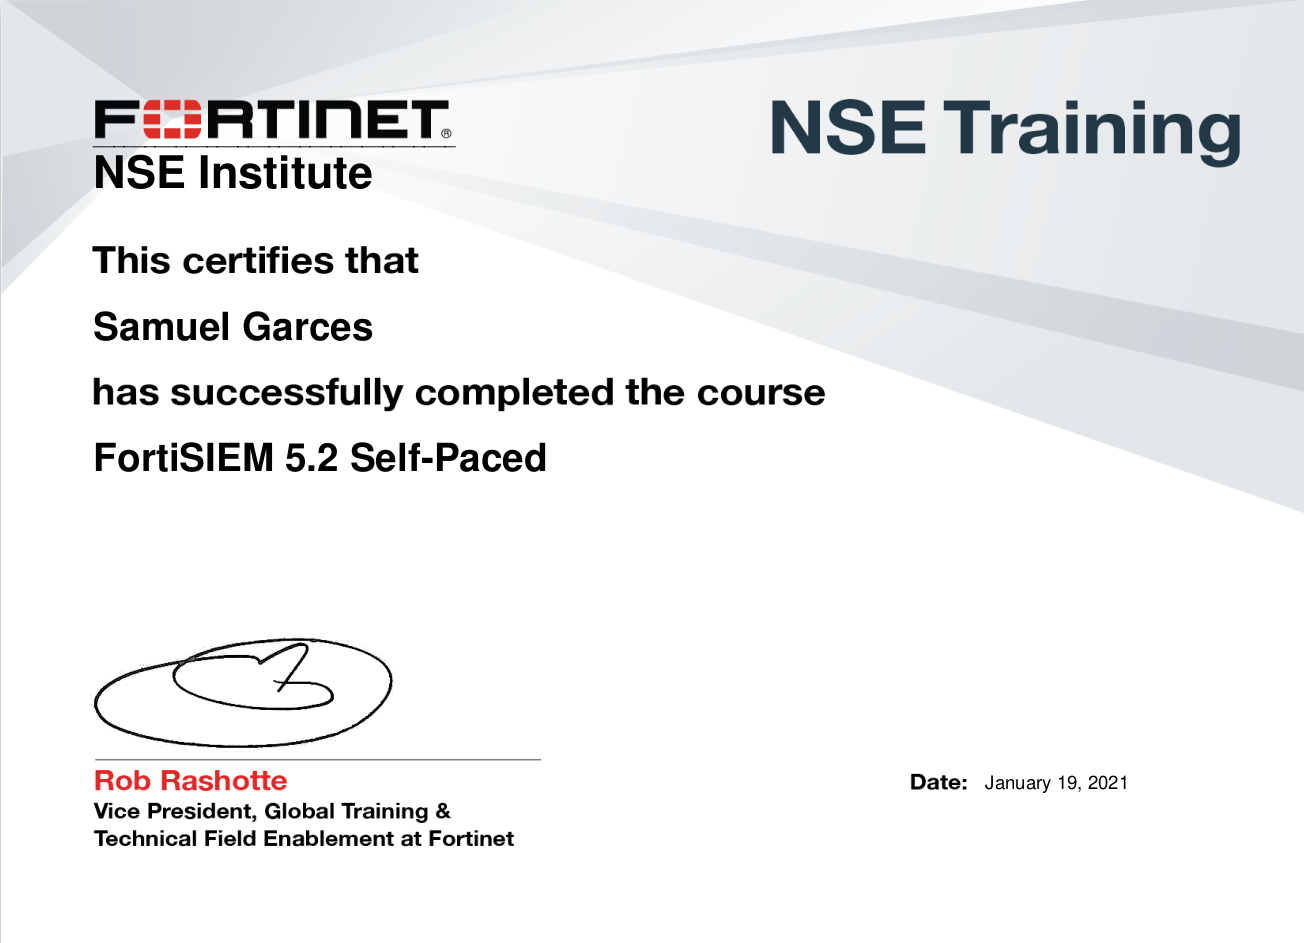 FORTINET®
NSE Institute
NSE Training
This certifies that
Samuel Garces
has successfully completed the course
FortiSIEM 5.2 Self-Paced
Rob Rashotte
Vice President, Global Training &
Technical Field Enablement at Fortinet
Date: January 19, 2021